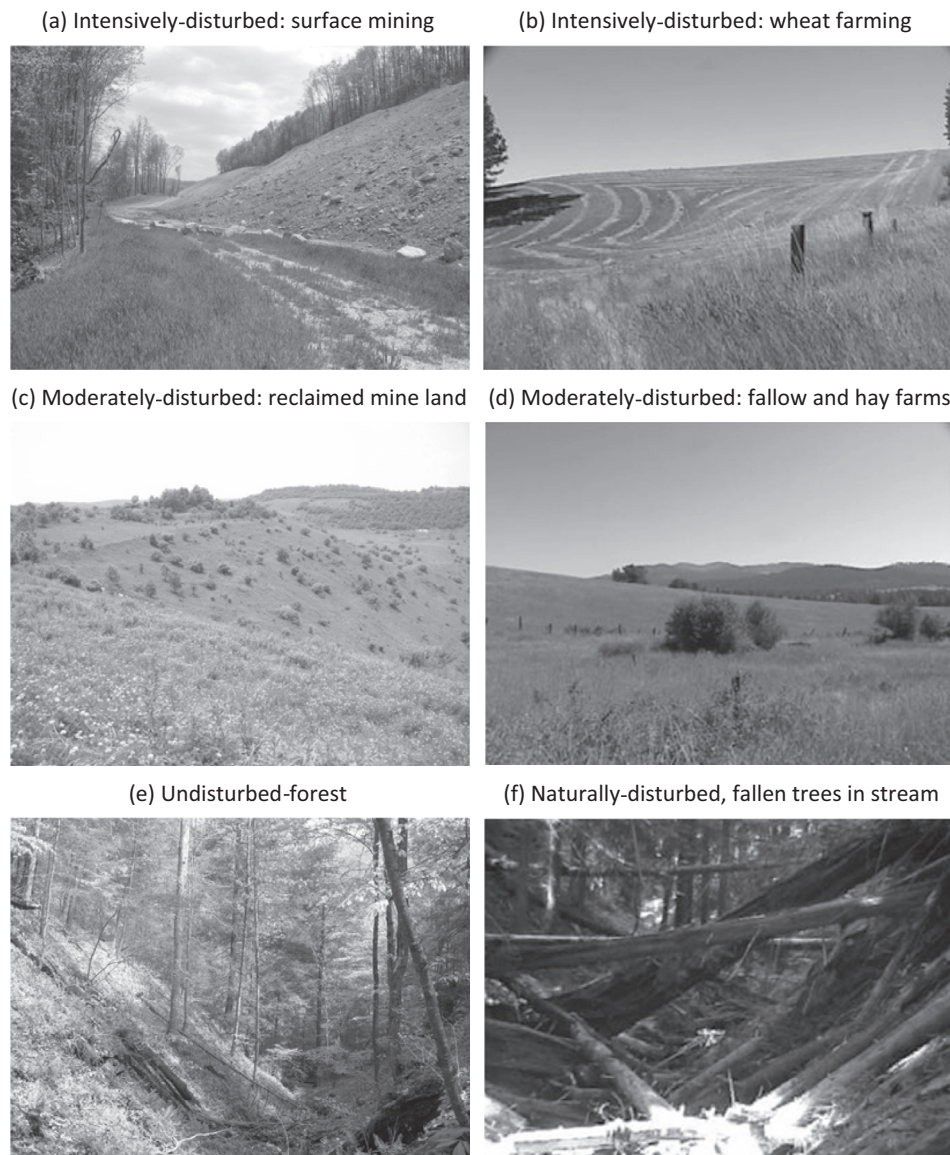 (a) Intensively-disturbed: surface mining
(b) Intensively-disturbed: wheat farming
(c) Moderately-disturbed: reclaimed mine land
(d) Moderately-disturbed: fallow and hay farms
(e) Undisturbed-forest
(f) Naturally-disturbed, fallen trees in stream